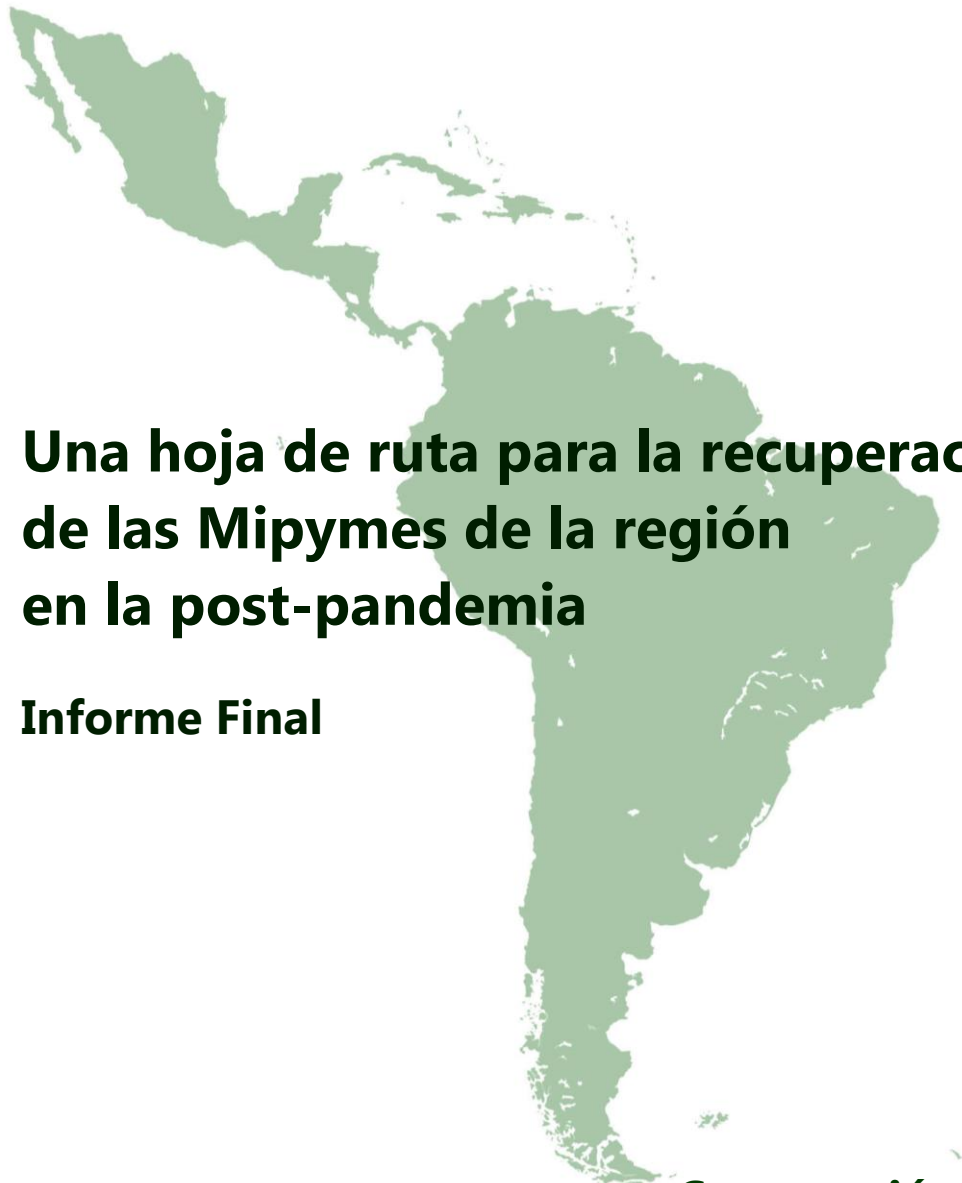 Una hoja de ruta para la recuperac
de las Mipymes de la región
en la post-pandemia
Informe Final